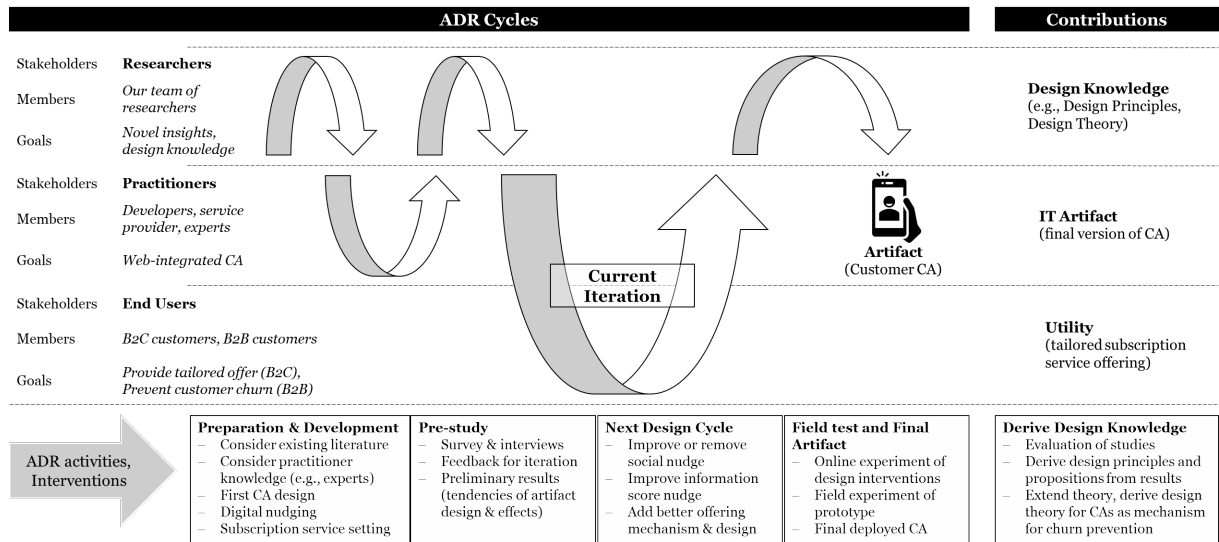 ADR Cycles
Contributions
Stakeholders
Researchers
Members
Our team of
researchers
Goals
Novel insights,
design knowledge
Design Knowledge
(e.g., Design Principles,
Design Theory)
Stakeholders
Practitioners
Members
Developers, service
provider, experts
Goals
Web-integrated CA
Artifact
(Customer CA)
IT Artifact
(final version of CA)
Current
Iteration
Stakeholders
End Users
Members
B2C customers, B2B customers
Goals
Provide tailored offer (B2C),
Prevent customer churn (B2B)
Utility
(tailored subscription
service offering)
ADR activities,
Interventions
Preparation & Development
– Consider existing literature
– Consider practitioner
knowledge (e.g., experts)
– First CA design
– Digital nudging
– Subscription service setting
Pre-study
– Survey & interviews
– Feedback for iteration
– Preliminary results
(tendencies of artifact
design & effects)
Next Design Cycle
– Improve or remove
social nudge
– Improve information
score nudge
– Add better offering
mechanism & design
Field test and Final
Artifact
– Online experiment of
design interventions
– Field experiment of
prototype
– Final deployed CA
Derive Design Knowledge
– Evaluation of studies
– Derive design principles and
propositions from results
– Extend theory, derive design
theory for CAs as mechanism
for churn prevention